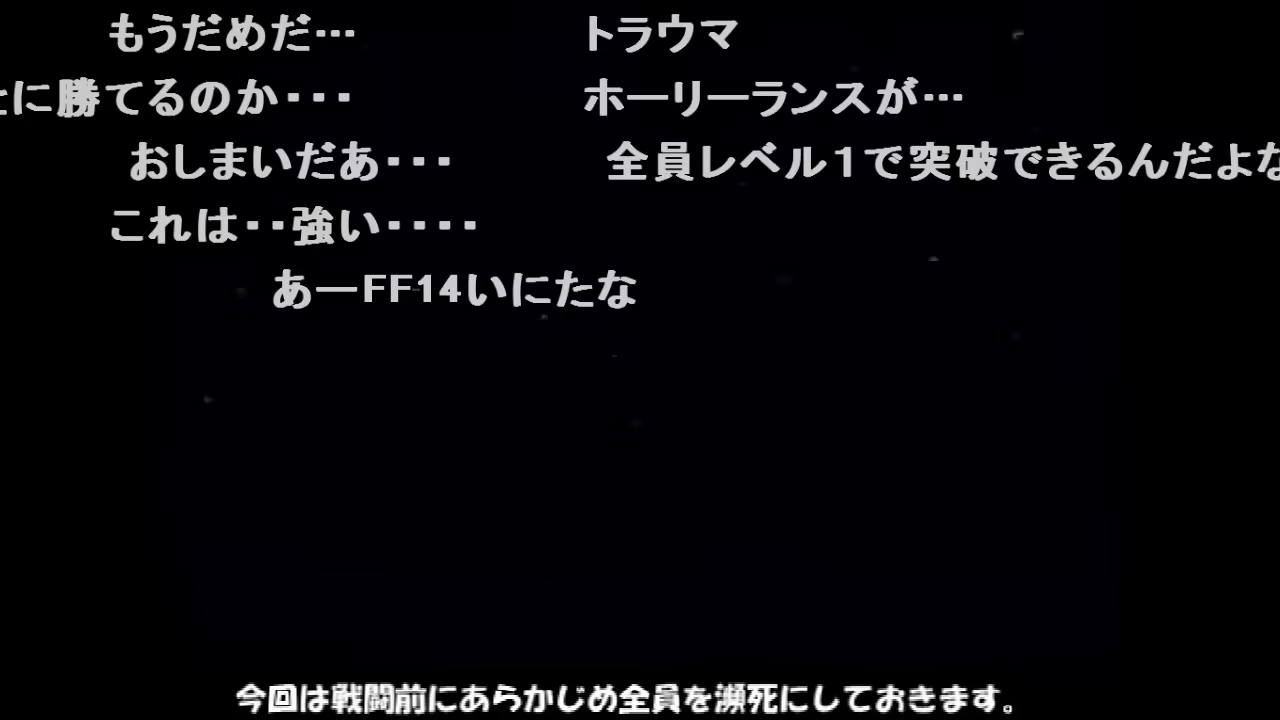 もうだめだ…
トラウマ
に勝てるのか・・・
ホーリーランスが…
おしまいだあ・・・
全員レベル１で突破できるんだよな
これは・・強い・・・・
あーFF14いにたな
今回は戦闘前にあらかじめ全員を瀕死にしておきます。